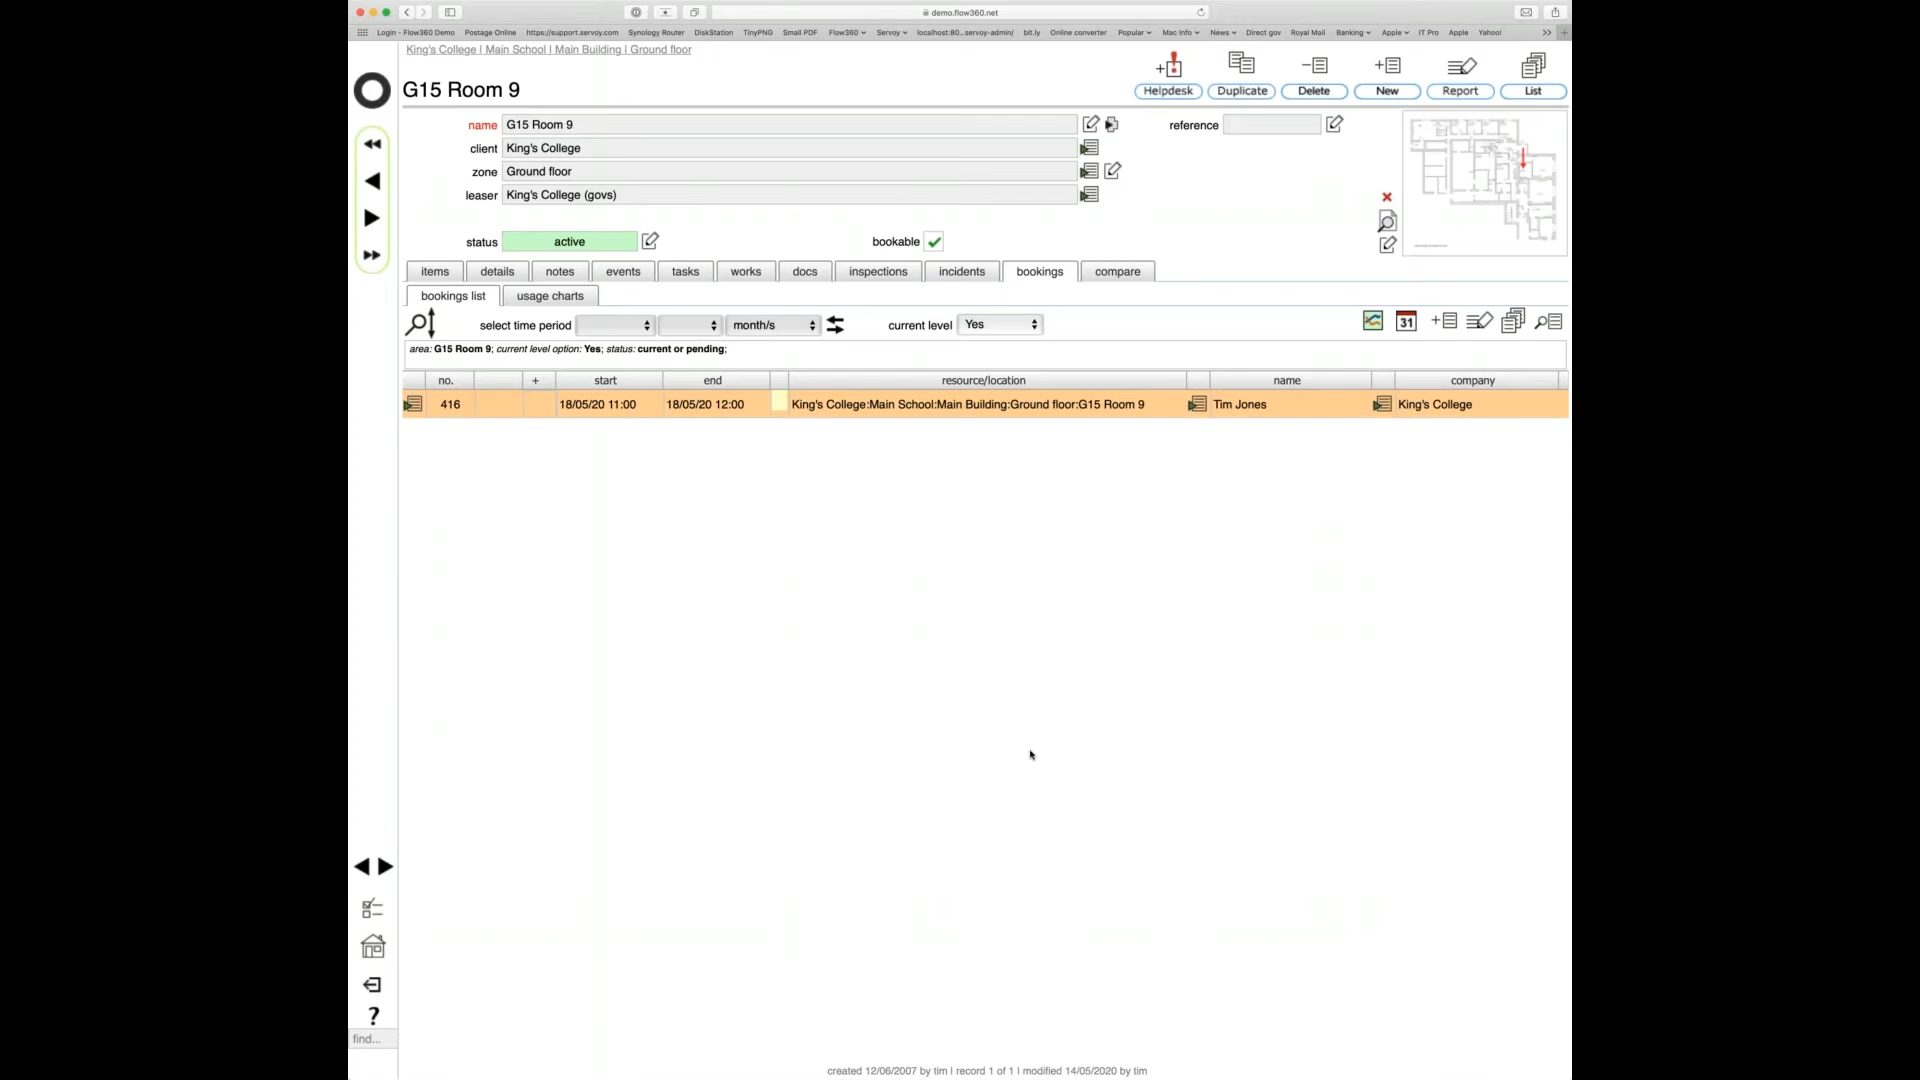 demo.flow360.net
Login - Flow360 Demo Postage Online https://support.servoy.com Synology Router DiskStation TinyPNG Small PDF Flow360 Servoy localhost:80...servoy-admin/ bit.ly Online converter Popular Mac Info News Direct gov Royal Mail Banking Apple IT Pro Apple Yahoo!
King's College | Main School | Main Building | Ground floor
G15 Room 9
Helpdesk Duplicate Delete New Report List
name G15 Room 9 reference
client King's College
zone Ground floor
leaser King's College (govs)
status active bookable
items details notes events tasks works docs inspections incidents bookings compare
bookings list usage charts
select time period month/s current level Yes 31
area: G15 Room 9; current level option: Yes; status: current or pending;
no. + start end resource/location name company
416 18/05/20 11:00 18/05/20 12:00 King's College:Main School:Main Building:Ground floor:G15 Room 9 Tim Jones King's College
?
find...
created 12/06/2007 by tim | record 1 of 1 | modified 14/05/2020 by tim